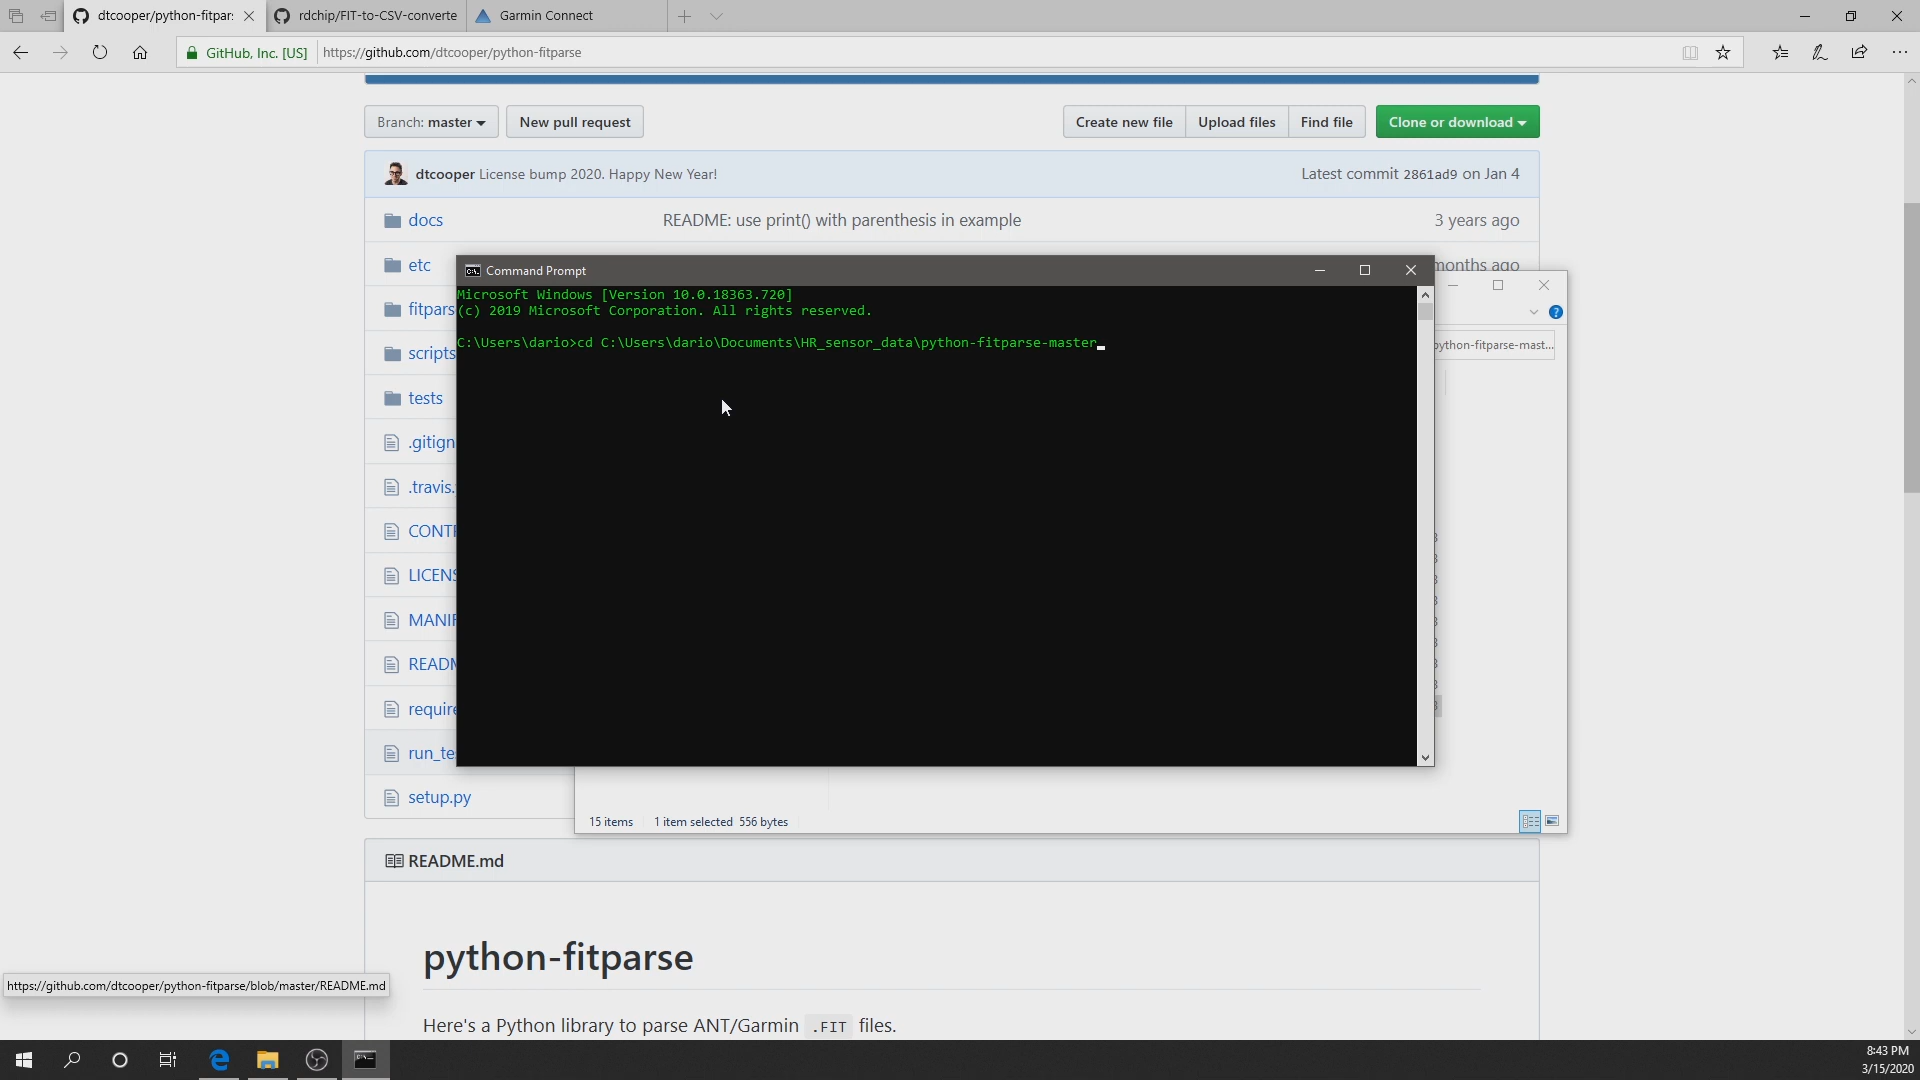 dtcooper/python-fitpar:
rdchip/FIT-to-CSV-converte
Garmin Connect
GitHub, Inc. [US]
https://github.com/dtcooper/python-fitparse
Branch: master
New pull request
Create new file
Upload files
Find file
Clone or download
dtcooper License bump 2020. Happy New Year!
Latest commit 2861ad9 on Jan 4
docs
README: use print() with parenthesis in example
3 years ago
etc
months ago
Command Prompt
Microsoft Windows [Version 10.0.18363.720]
(c) 2019 Microsoft Corporation. All rights reserved.
C:\Users\dario>cd C:\Users\dario\Documents\HR_sensor_data\python-fitparse-master
python-fitparse-mast...
fitpars
scripts
tests
.gitign
.travis.
CONT
LICENS
MANI
READ
require
run_te
setup.py
15 items
1 item selected 556 bytes
README.md
python-fitparse
https://github.com/dtcooper/python-fitparse/blob/master/README.md
Here's a Python library to parse ANT/Garmin .FIT files.
8:43 PM
3/15/2020